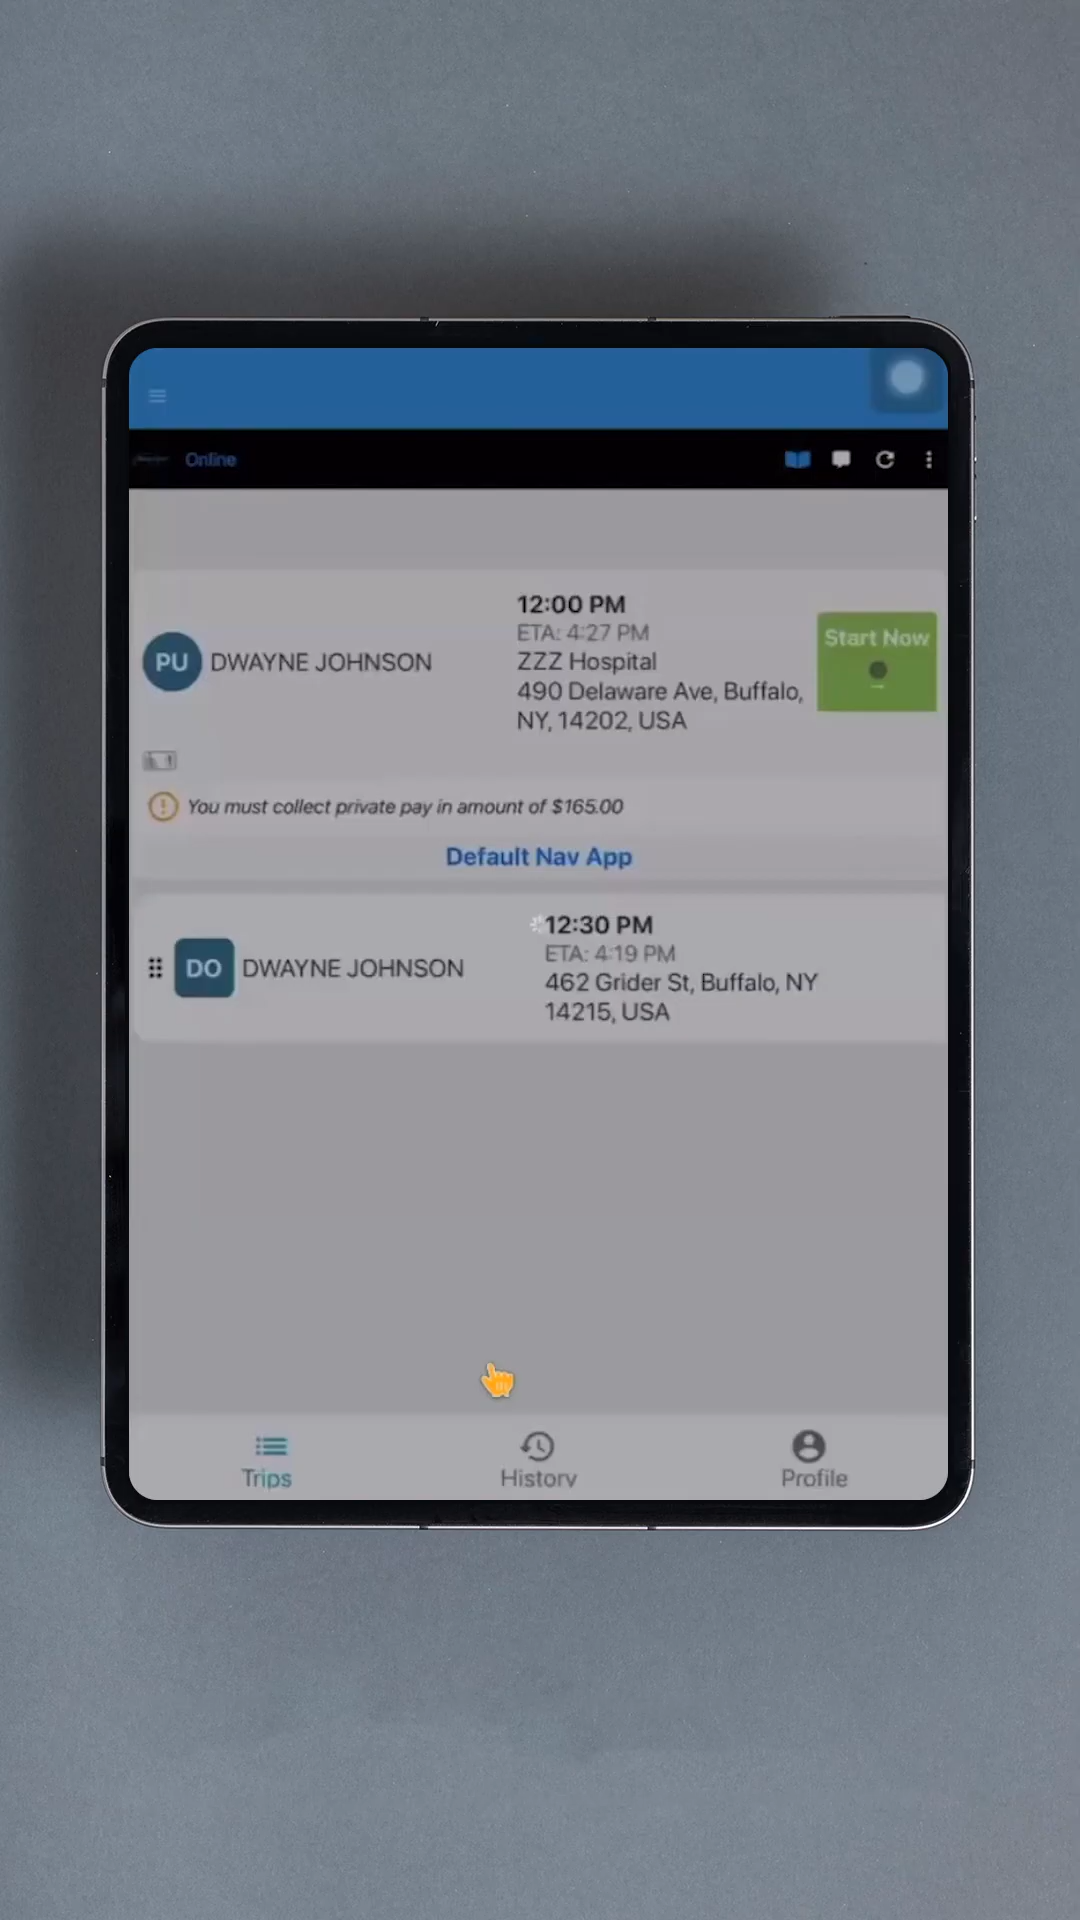 Online
12:00 PM
ETA: 4:27 PM
PU
DWAYNE JOHNSON
ZZZ Hospital
490 Delaware Ave, Buffalo,
NY, 14202, USA
Start Now
You must collect private pay in amount of $165.00
Default Nav App
12:30 PM
ETA: 4:19 PM
DO
DWAYNE JOHNSON
462 Grider St, Buffalo, NY
14215, USA
Trips
History
Profile